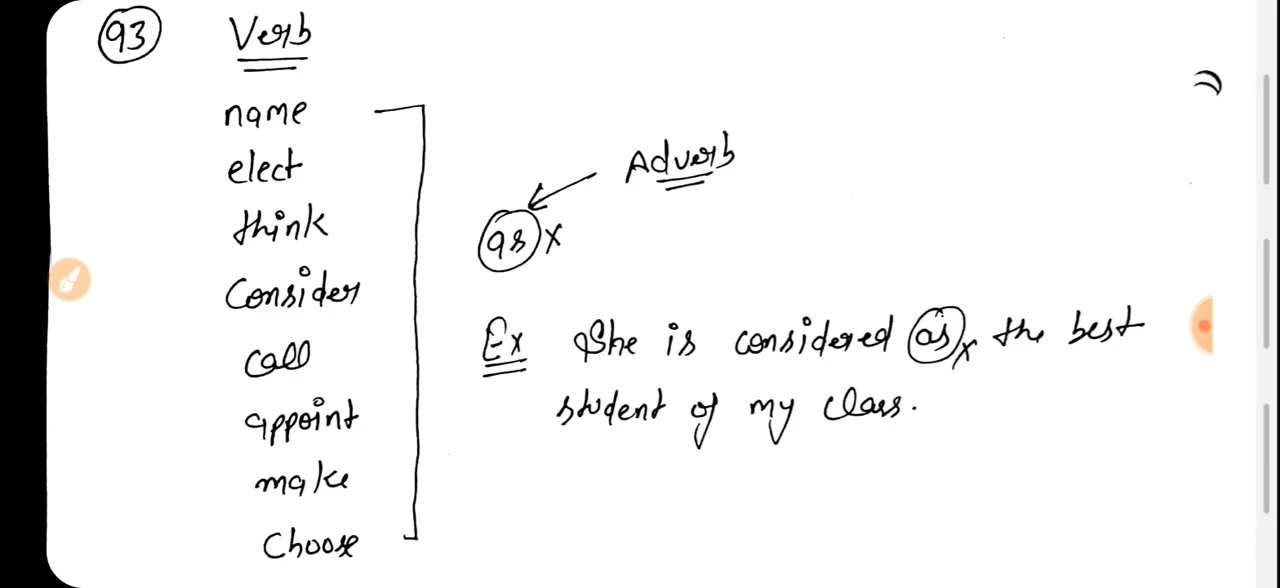 93 Verb
name
elect
think
Consider
call
appoint
make
Choose
Adverb
as x
Ex She is considered as x the best
student of my class.